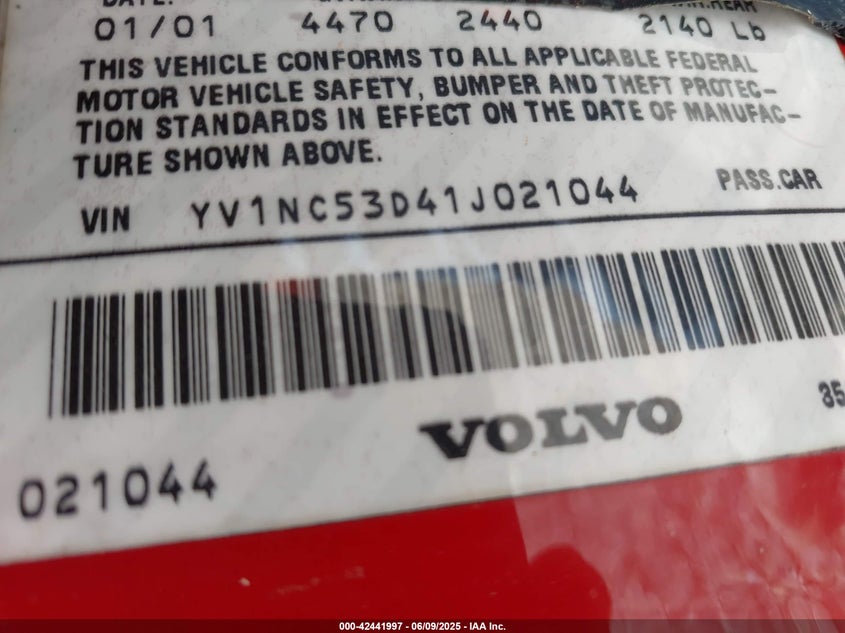 DATE:
01/01 4470 2440 2140 Lb
THIS VEHICLE CONFORMS TO ALL APPLICABLE FEDERAL
MOTOR VEHICLE SAFETY, BUMPER AND THEFT PROTEC-
TION STANDARDS IN EFFECT ON THE DATE OF MANUFAC-
TURE SHOWN ABOVE.
VIN YV1NC53D41J021044 PASS.CAR
VOLVO 35
021044
000-42441997 - 06/09/2025 - IAA Inc.